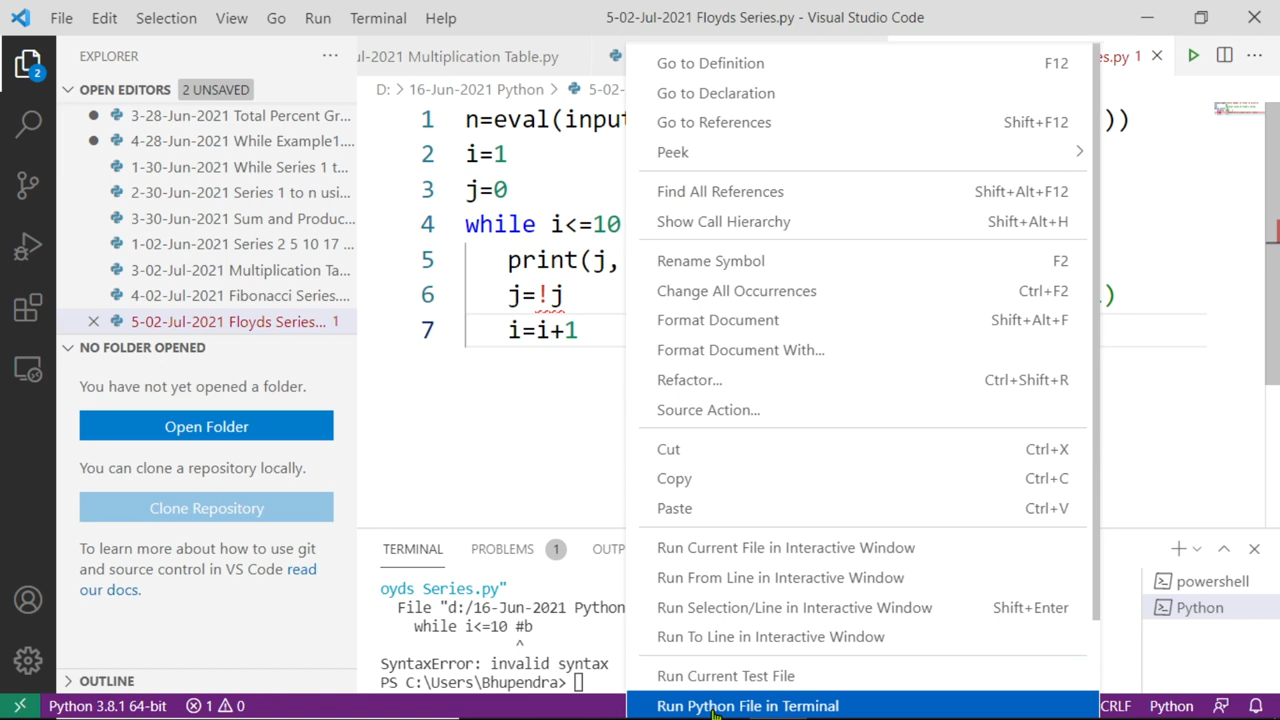 File Edit Selection View Go Run Terminal Help 5-02-Jul-2021 Floyds Series.py - Visual Studio Code
EXPLORER ···
OPEN EDITORS 2 UNSAVED
3-28-Jun-2021 Total Percent Gr...
4-28-Jun-2021 While Example1....
1-30-Jun-2021 While Series 1 t...
2-30-Jun-2021 Series 1 to n usin...
3-30-Jun-2021 Sum and Produc...
1-02-Jul-2021 Series 2 5 10 17 ...
3-02-Jul-2021 Multiplication Ta...
4-02-Jul-2021 Fibonacci Series....
5-02-Jul-2021 Floyds Series... 1
NO FOLDER OPENED
You have not yet opened a folder.
Open Folder
You can clone a repository locally.
Clone Repository
To learn more about how to use git
and source control in VS Code read
our docs.
OUTLINE
2
ul-2021 Multiplication Table.py
es.py 1
D: > 16-Jun-2021 Python > 5-02-
1 n=eval(input ))
2 i=1
3 j=0
4 while i<=10
5 print(j,
6 j=!j )
7 i=i+1
Go to Definition F12
Go to Declaration
Go to References Shift+F12
Peek
Find All References Shift+Alt+F12
Show Call Hierarchy Shift+Alt+H
Rename Symbol F2
Change All Occurrences Ctrl+F2
Format Document Shift+Alt+F
Format Document With...
Refactor... Ctrl+Shift+R
Source Action...
Cut Ctrl+X
Copy Ctrl+C
Paste Ctrl+V
Run Current File in Interactive Window
Run From Line in Interactive Window
Run Selection/Line in Interactive Window Shift+Enter
Run To Line in Interactive Window
Run Current Test File
Run Python File in Terminal
TERMINAL PROBLEMS 1 OUTP
oyds Series.py"
File "d:/16-Jun-2021 Python
while i<=10 #b
^
SyntaxError: invalid syntax
PS C:\Users\Bhupendra>
powershell
Python
Python 3.8.1 64-bit 1 0 CRLF Python